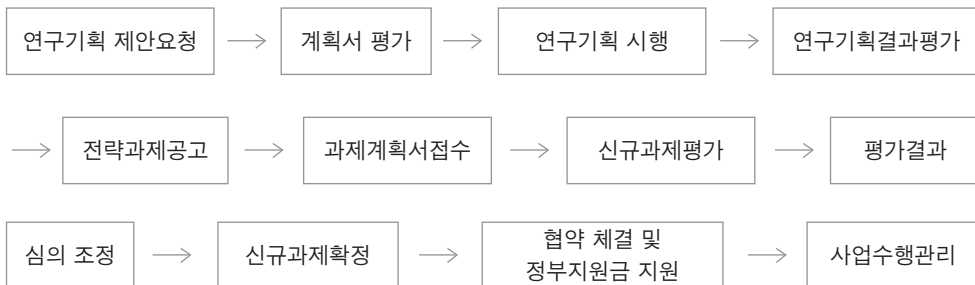 연구기획 제안요청
계획서 평가
연구기획 시행
연구기획결과평가
전략과제공고
과제계획서접수
신규과제평가
평가결과
심의 조정
신규과제확정
협약 체결 및
정부지원금 지원
사업수행관리